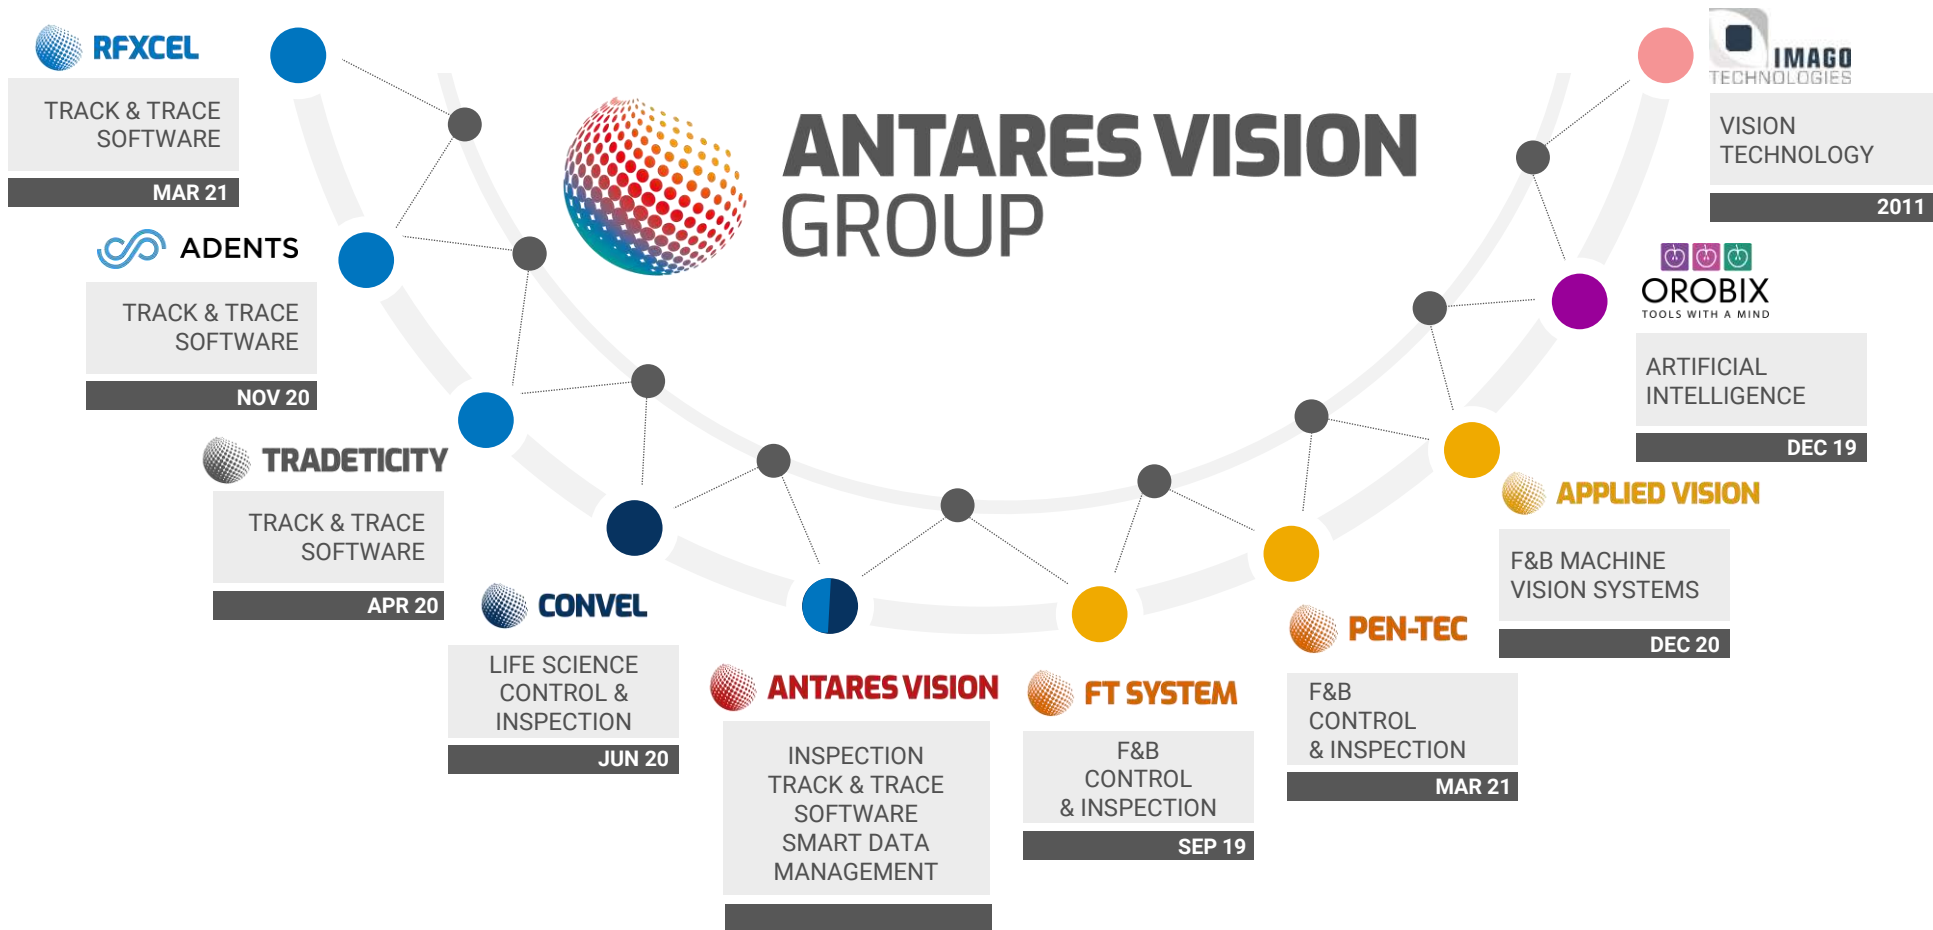 ANTARES VISION
GROUP
RFXCEL
TRACK & TRACE
SOFTWARE
MAR 21
ADENTS
TRACK & TRACE
SOFTWARE
NOV 20
TRADETICITY
TRACK & TRACE
SOFTWARE
APR 20
CONVEL
LIFE SCIENCE
CONTROL &
INSPECTION
JUN 20
ANTARES VISION
INSPECTION
TRACK & TRACE
SOFTWARE
SMART DATA
MANAGEMENT
FT SYSTEM
F&B
CONTROL
& INSPECTION
SEP 19
PEN-TEC
F&B
CONTROL
& INSPECTION
MAR 21
APPLIED VISION
F&B MACHINE
VISION SYSTEMS
DEC 20
OROBIX
TOOLS WITH A MIND
ARTIFICIAL
INTELLIGENCE
DEC 19
IMAGO
TECHNOLOGIES
VISION
TECHNOLOGY
2011